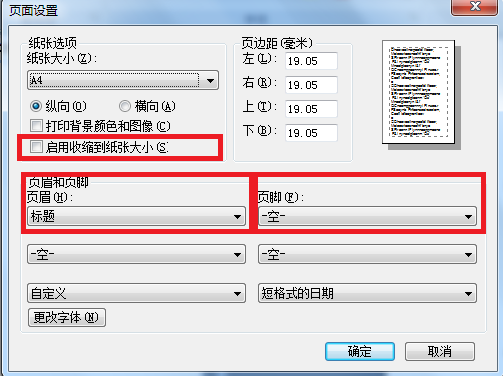 页面设置
纸张选项
纸张大小(Z):
A4
纵向(O) 横向(A)
打印背景颜色和图像(C)
启用收缩到纸张大小(S)
页边距(毫米)
左(L): 19.05
右(R): 19.05
上(T): 19.05
下(B): 19.05
页眉和页脚
页眉(H): 页脚(F):
标题 -空-
-空- -空-
自定义 短格式的日期
更改字体(N)
确定 取消